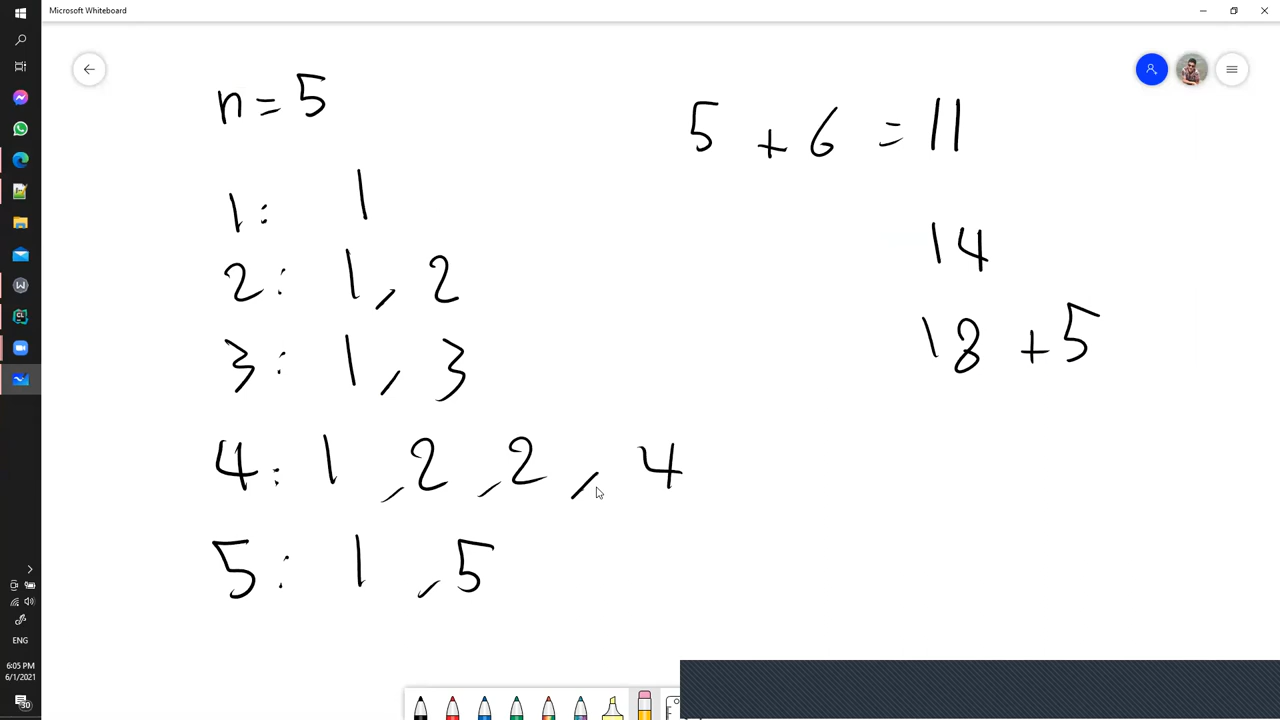 Microsoft Whiteboard
n=5
5 + 6 = 11
1: 1
14
2: 1, 2
18 +5
3: 1, 3
4: 1, 2, 2, 4
5: 1, 5
ENG
6:05 PM
6/1/2021
30